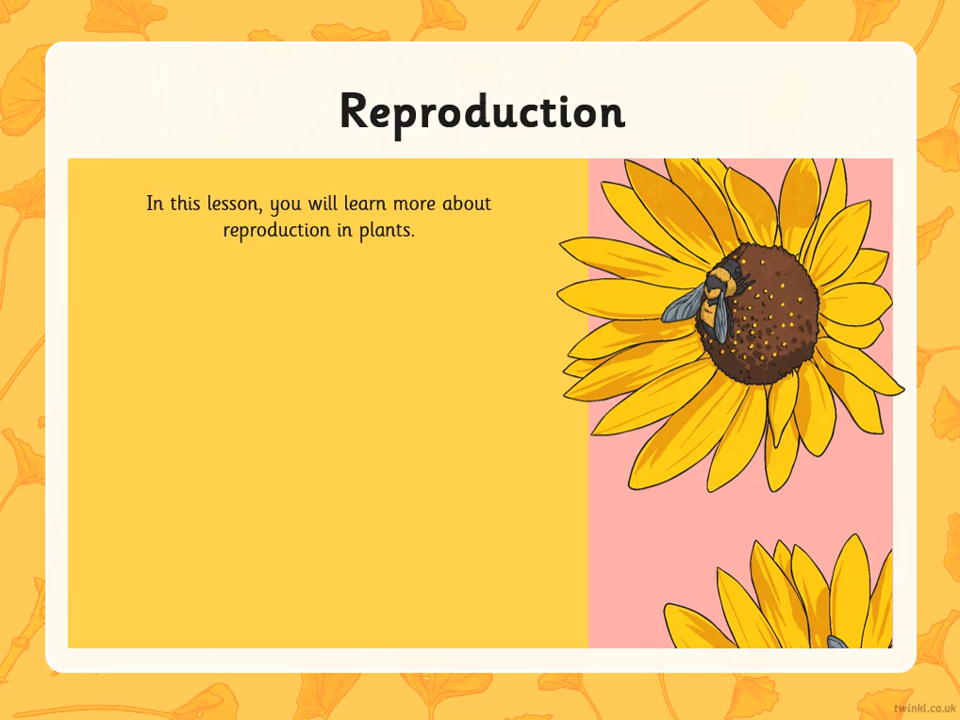 Reproduction
In this lesson, you will learn more about
reproduction in plants.
twinkl.co.uk